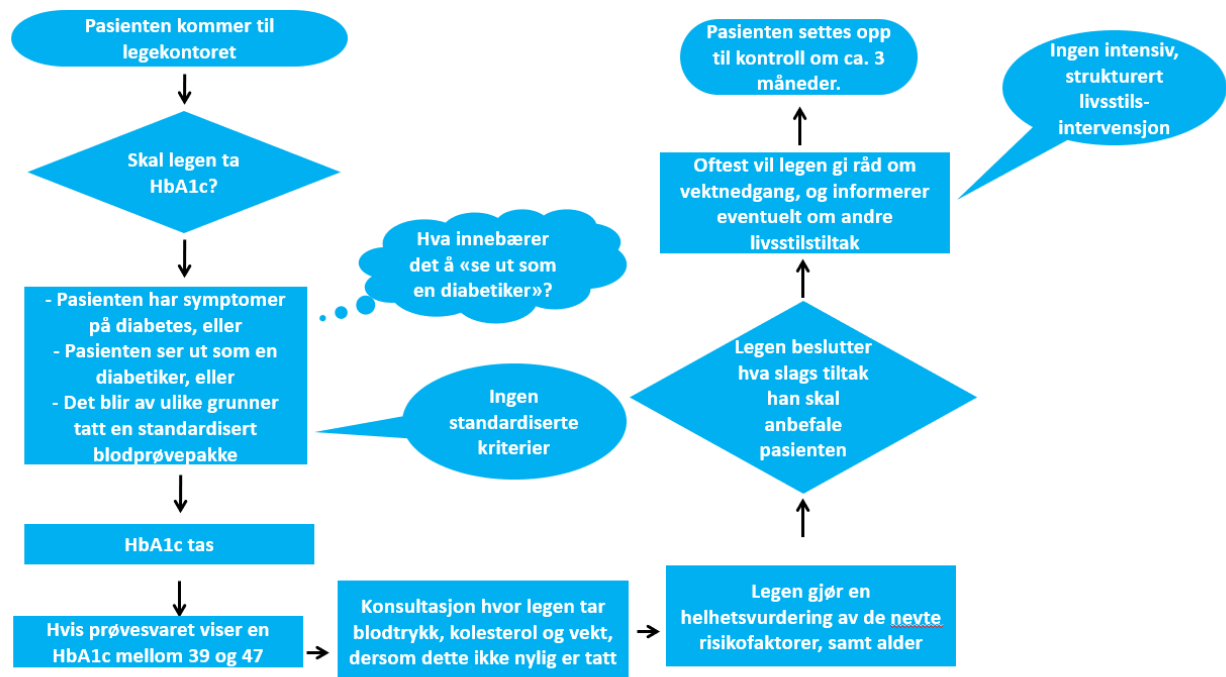 Pasienten kommer til
legekontoret
Skal legen ta
HbA1c?
- Pasienten har symptomer
på diabetes, eller
- Pasienten ser ut som en
diabetiker, eller
- Det blir av ulike grunner
tatt en standardisert
blodprøvepakke
Hva innebærer
det å «se ut som
en diabetiker»?
Ingen
standardiserte
kriterier
HbA1c tas
Hvis prøvesvaret viser en
HbA1c mellom 39 og 47
Konsultasjon hvor legen tar
blodtrykk, kolesterol og vekt,
dersom dette ikke nylig er tatt
Legen gjør en
helhetsvurdering av de nevte
risikofaktorer, samt alder
Legen beslutter
hva slags tiltak
han skal
anbefale
pasienten
Oftest vil legen gi råd om
vektnedgang, og informerer
eventuelt om andre
livsstilstiltak
Ingen intensiv,
strukturert
livsstils-
intervensjon
Pasienten settes opp
til kontroll om ca. 3
måneder.